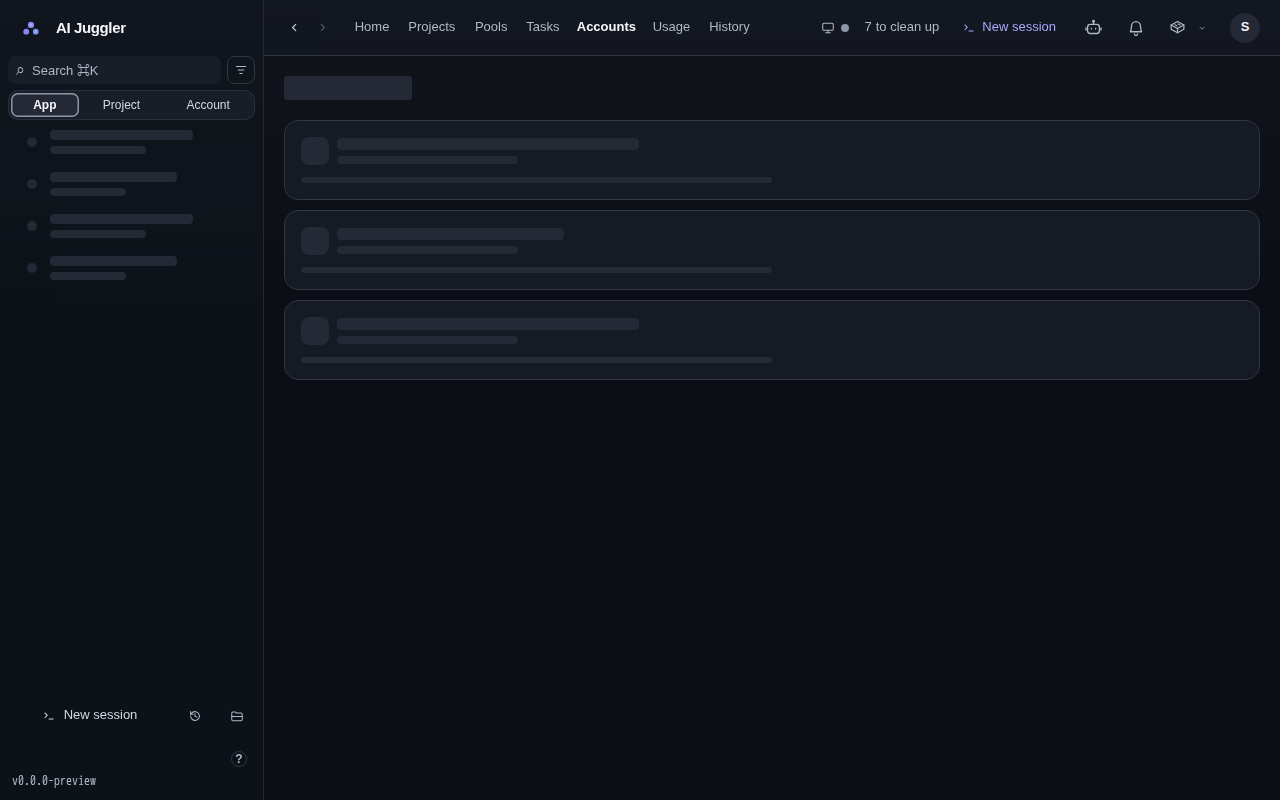 AI Juggler
Search ⌘K
App Project Account
Home Projects Pools Tasks Accounts Usage History
7 to clean up
New session
S
New session
?
v0.0.0-preview